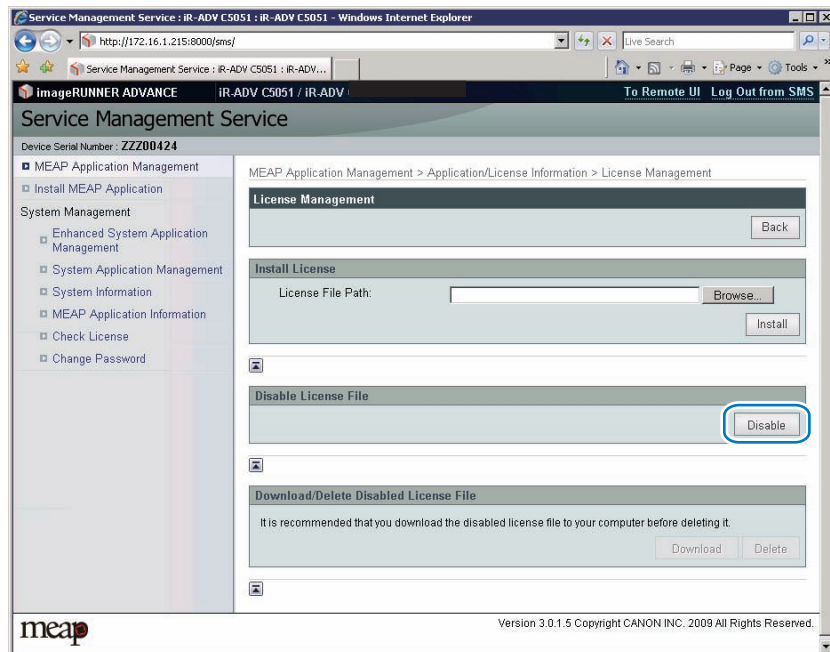 Service Management Service : iR-ADV C5051 : iR-ADV C5051 - Windows Internet Explorer
http://172.16.1.215:8000/sms/
Live Search
Service Management Service : iR-ADV C5051 : iR-ADV...
Page
Tools
imageRUNNER ADVANCE
iR-ADV C5051 / iR-ADV
To Remote UI
Log Out from SMS
Service Management Service
Device Serial Number : ZZZ00424
MEAP Application Management
Install MEAP Application
System Management
Enhanced System Application
Management
System Application Management
System Information
MEAP Application Information
Check License
Change Password
MEAP Application Management > Application/License Information > License Management
License Management
Back
Install License
License File Path:
Browse...
Install
Disable License File
Disable
Download/Delete Disabled License File
It is recommended that you download the disabled license file to your computer before deleting it.
Download
Delete
meap
Version 3.0.1.5 Copyright CANON INC. 2009 All Rights Reserved.